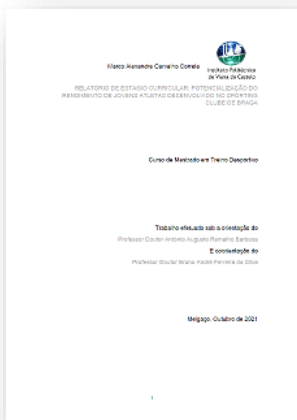 Marco Alexandre Carvalho Correia
Instituto Politécnico
de Viana do Castelo
RELATÓRIO DE ESTÁGIO CURRICULAR: POTENCIALIZAÇÃO DO
RENDIMENTO DE JOVENS ATLETAS DESENVOLVIDO NO SPORTING
CLUBE DE BRAGA
Curso de Mestrado em Treino Desportivo
Trabalho efetuado sob a orientação do
Professor Doutor António Augusto Ramalho Barbosa
E coorientação do
Professor Doutor Bruno André Ferreira da Silva
Melgaço, Outubro de 2021